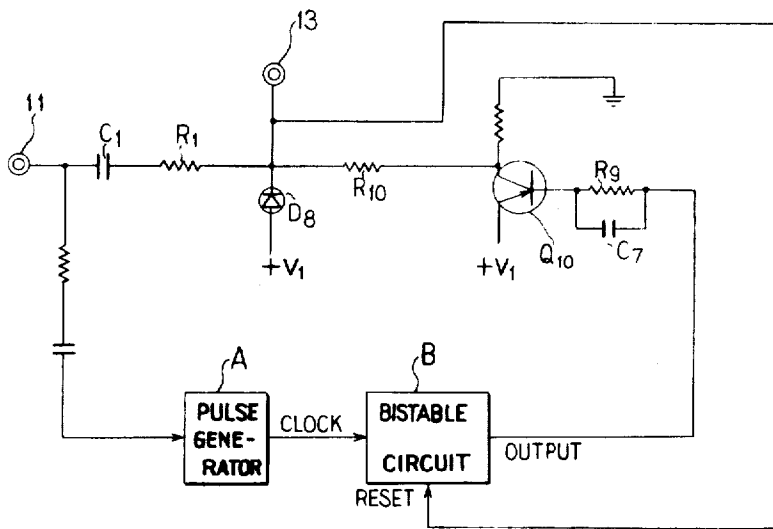 13
11
C1
R1
R10
R9
D8
Q10
C7
+V1
+V1
A
B
PULSE
GENE-
RATOR
CLOCK
BISTABLE
CIRCUIT
OUTPUT
RESET